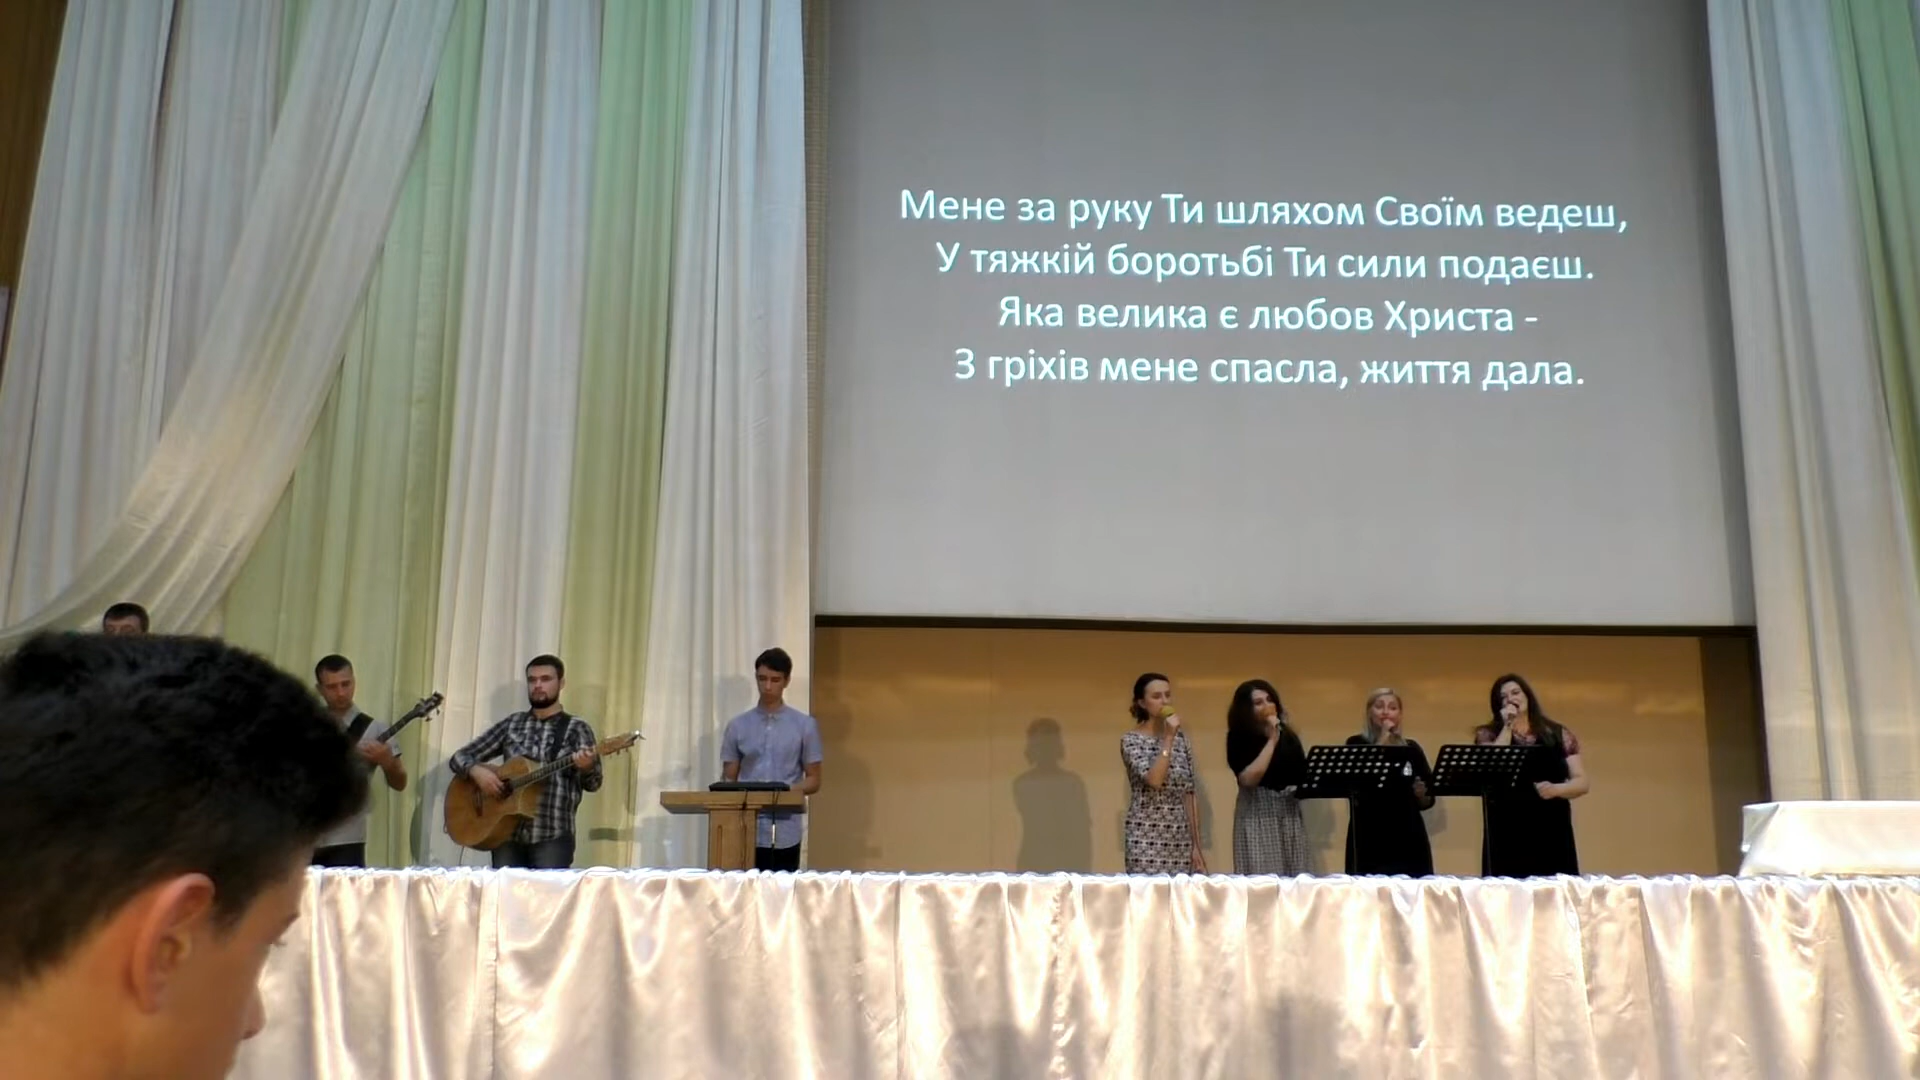 Мене за руку Ти шляхом Своїм ведеш,
У тяжкій боротьбі Ти сили подаєш.
Яка велика є любов Христа -
З гріхів мене спасла, життя дала.